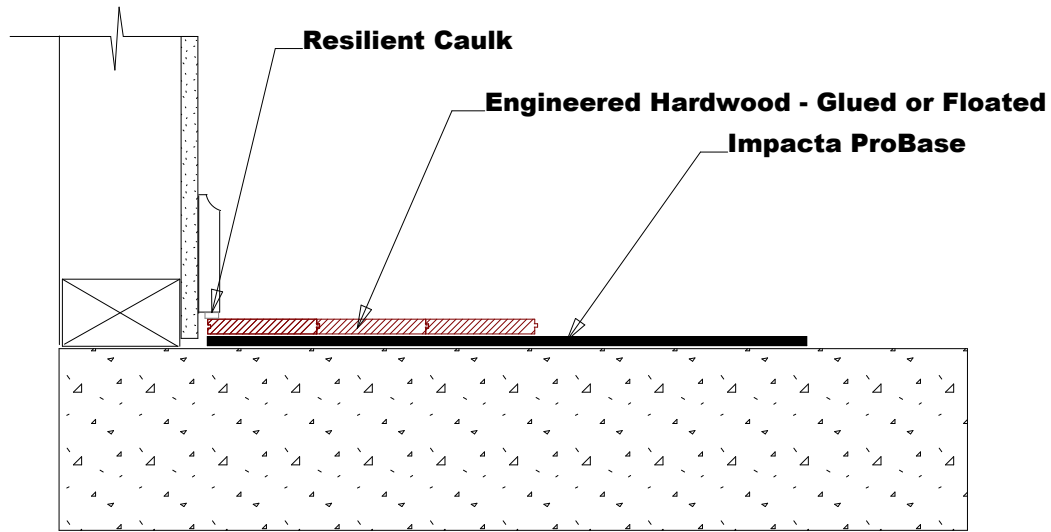 Resilient Caulk
Engineered Hardwood - Glued or Floated
Impacta ProBase